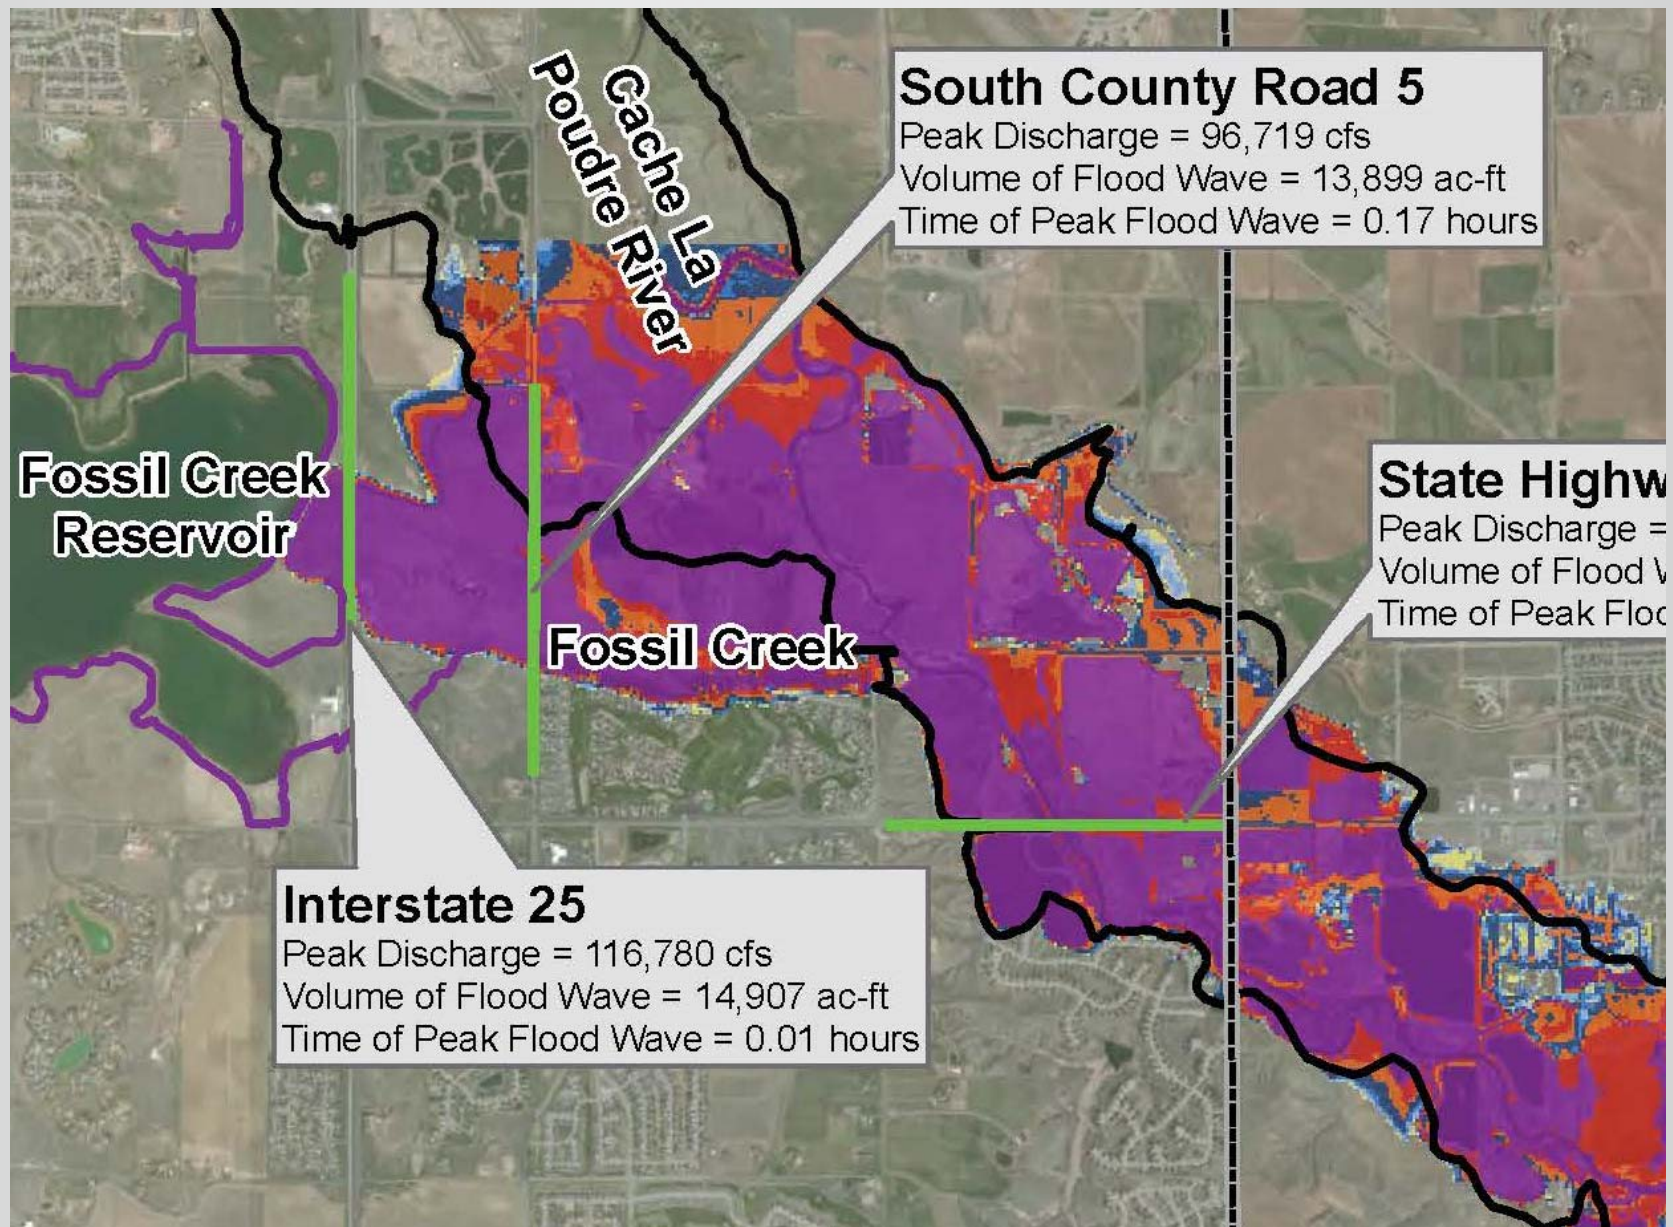 Cache La
Poudre River
South County Road 5
Peak Discharge = 96,719 cfs
Volume of Flood Wave = 13,899 ac-ft
Time of Peak Flood Wave = 0.17 hours
Fossil Creek
Reservoir
State Highw
Peak Discharge =
Volume of Flood
Time of Peak Floo
Fossil Creek
Interstate 25
Peak Discharge = 116,780 cfs
Volume of Flood Wave = 14,907 ac-ft
Time of Peak Flood Wave = 0.01 hours